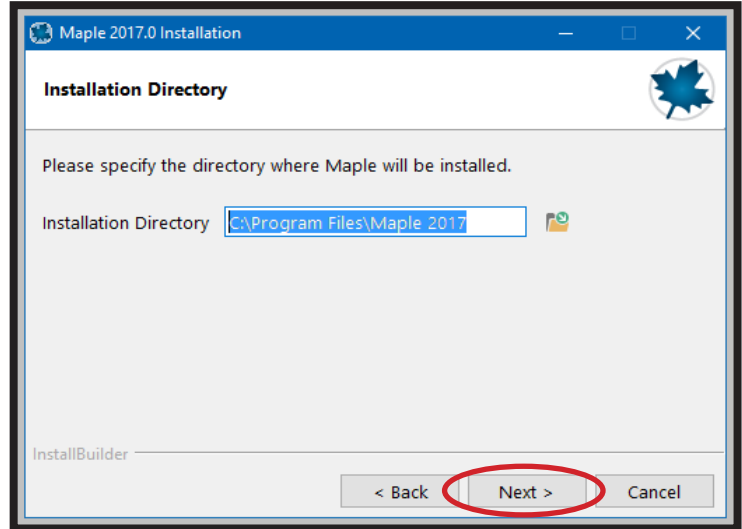 Maple 2017.0 Installation
Installation Directory
Please specify the directory where Maple will be installed.
Installation Directory C:\Program Files\Maple 2017
InstallBuilder
< Back Next > Cancel